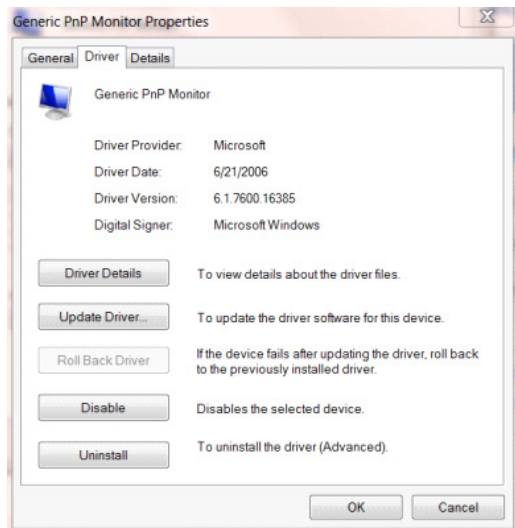 Generic PnP Monitor Properties
General Driver Details
Generic PnP Monitor
Driver Provider: Microsoft
Driver Date: 6/21/2006
Driver Version: 6.1.7600.16385
Digital Signer: Microsoft Windows
Driver Details To view details about the driver files.
Update Driver... To update the driver software for this device.
Roll Back Driver If the device fails after updating the driver, roll back
to the previously installed driver.
Disable Disables the selected device.
Uninstall To uninstall the driver (Advanced).
OK Cancel